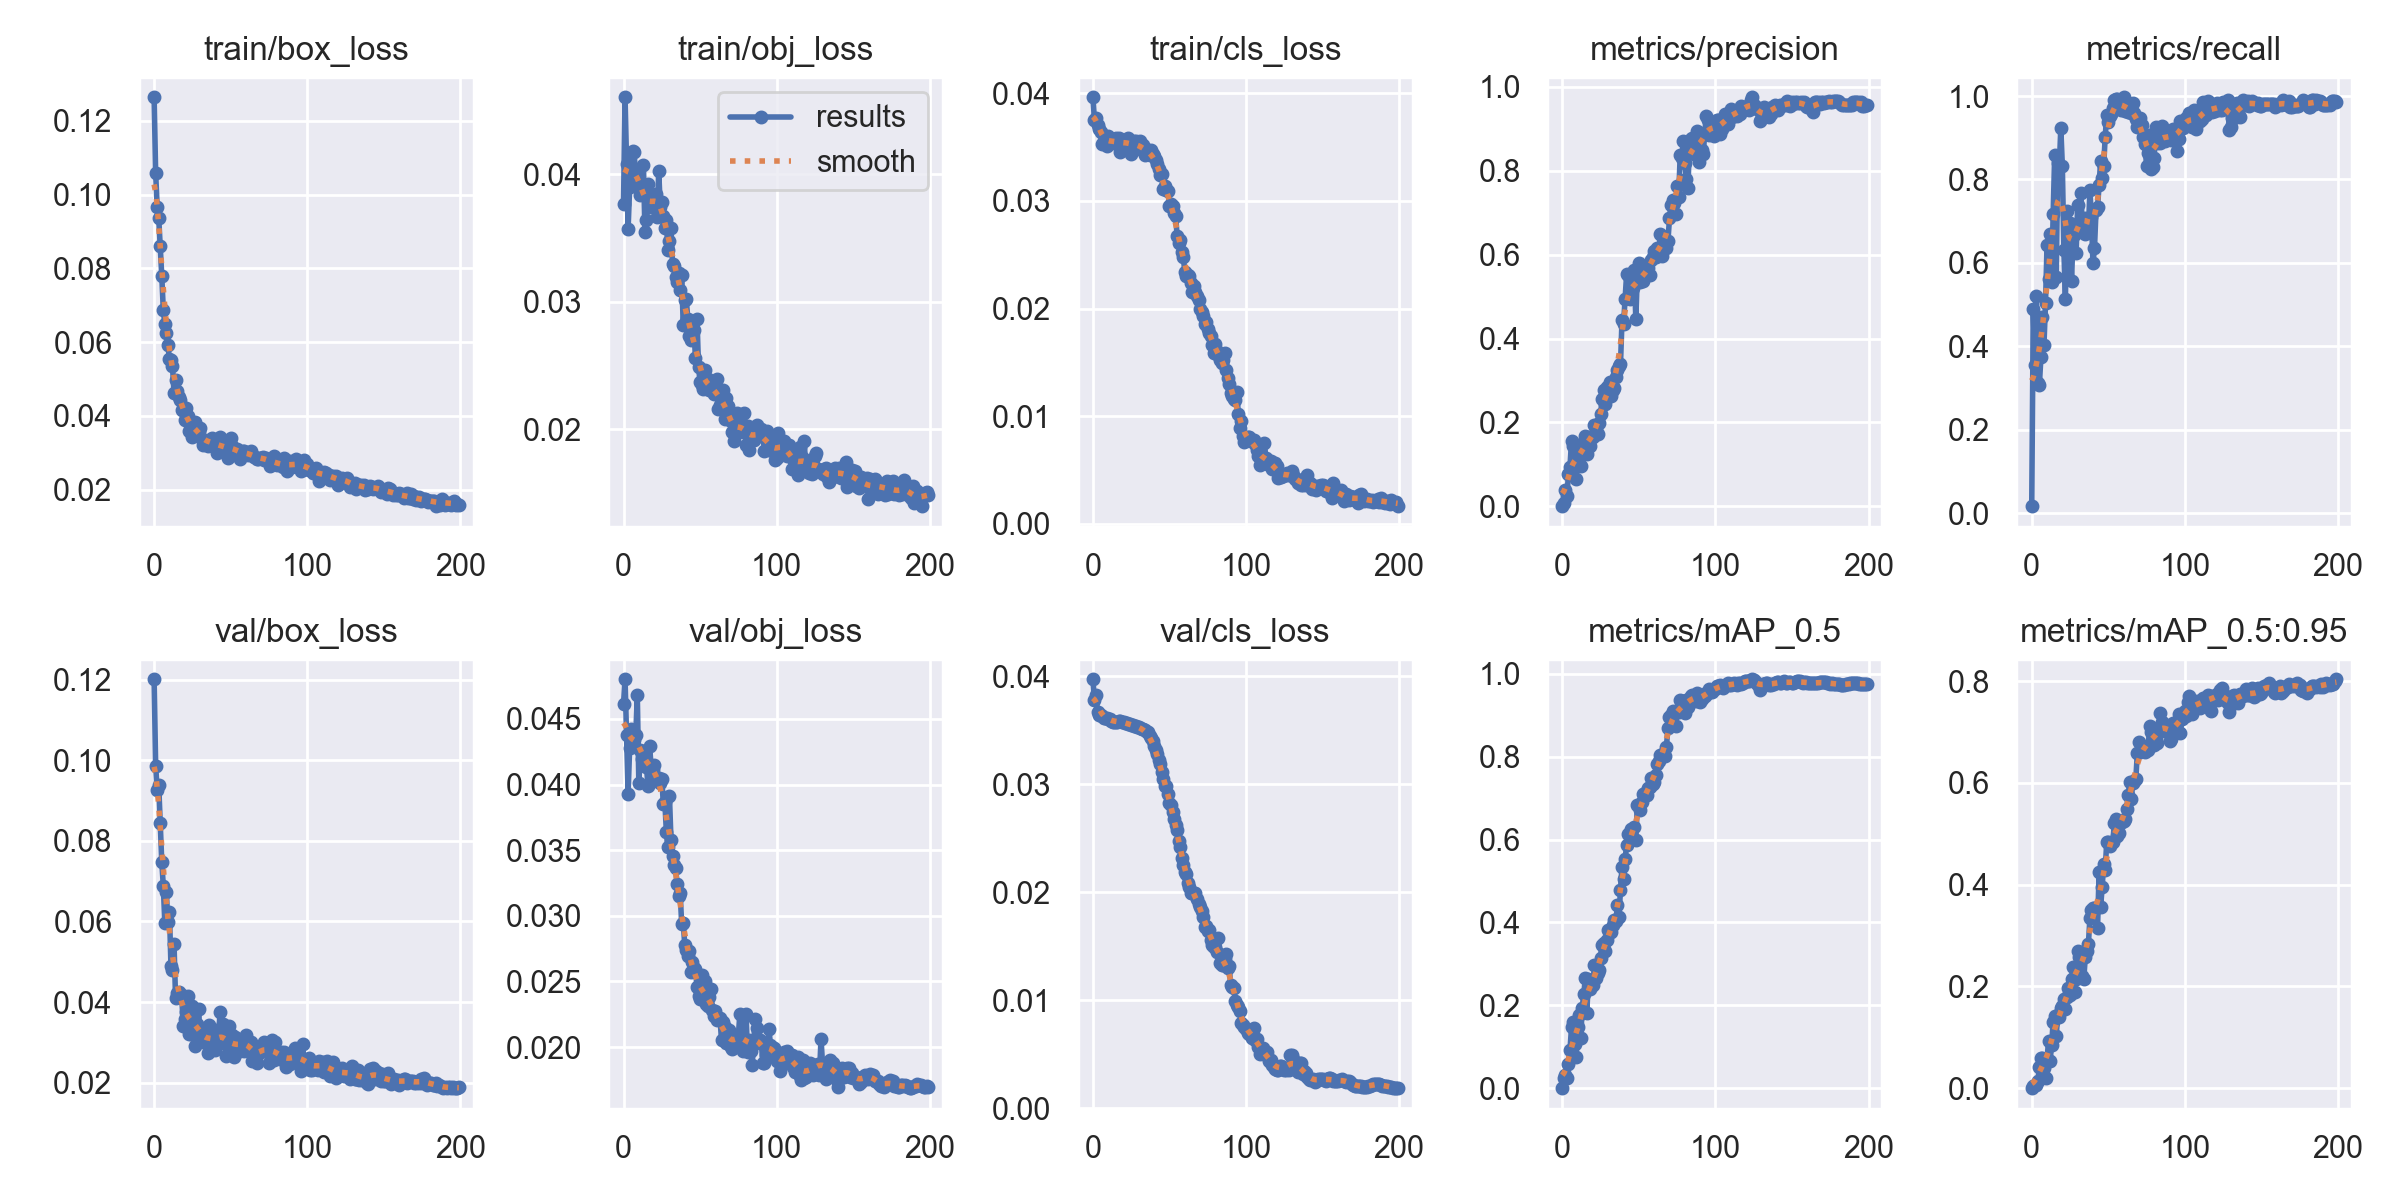 train/box_loss
train/obj_loss
train/cls_loss
metrics/precision
metrics/recall
0.12
0.10
0.08
0.06
0.04
0.02
0 100 200
results
smooth
0.04
0.03
0.02
0 100 200
0.04
0.03
0.02
0.01
0.00
0 100 200
1.0
0.8
0.6
0.4
0.2
0.0
0 100 200
1.0
0.8
0.6
0.4
0.2
0.0
0 100 200
val/box_loss
val/obj_loss
val/cls_loss
metrics/mAP_0.5
metrics/mAP_0.5:0.95
0.12
0.10
0.08
0.06
0.04
0.02
0 100 200
0.045
0.040
0.035
0.030
0.025
0.020
0 100 200
0.04
0.03
0.02
0.01
0.00
0 100 200
1.0
0.8
0.6
0.4
0.2
0.0
0 100 200
0.8
0.6
0.4
0.2
0.0
0 100 200